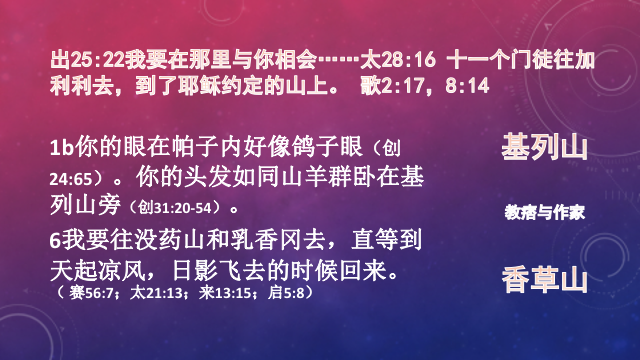 出25:22我要在那里与你相会……太28:16 十一个门徒往加
利利去，到了耶稣约定的山上。 歌2:17，8:14
1b你的眼在帕子内好像鸽子眼（创
24:65）。你的头发如同山羊群卧在基
列山旁（创31:20-54）。
6我要往没药山和乳香冈去，直等到
天起凉风，日影飞去的时候回来。
（ 赛56:7；太21:13；来13:15；启5:8）
基列山
教痞与作家
香草山